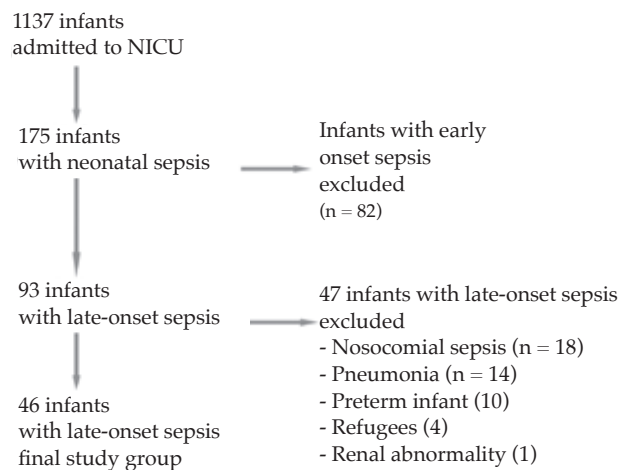 1137 infants
admitted to NICU
175 infants
with neonatal sepsis
Infants with early
onset sepsis
excluded
(n = 82)
93 infants
with late-onset sepsis
47 infants with late-onset sepsis
excluded
- Nosocomial sepsis (n = 18)
- Pneumonia (n = 14)
- Preterm infant (10)
- Refugees (4)
- Renal abnormality (1)
46 infants
with late-onset sepsis
final study group